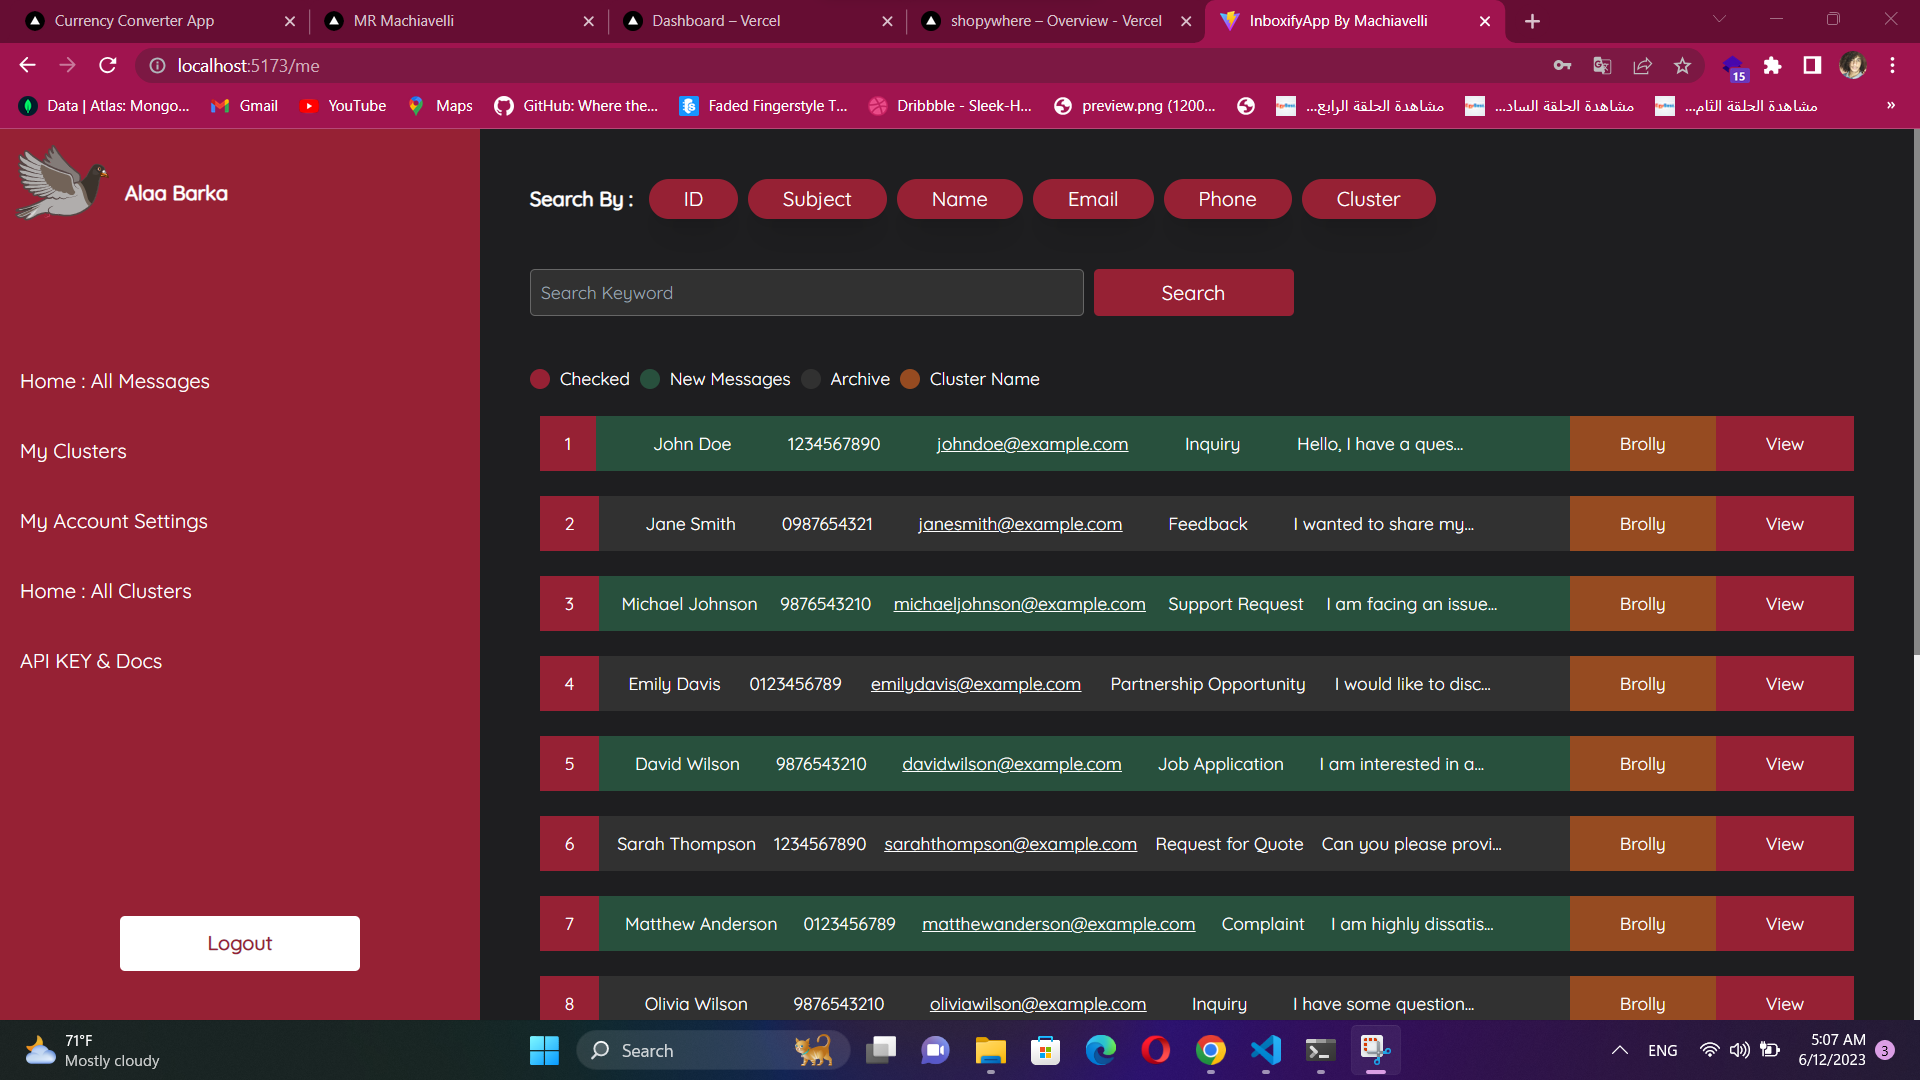 Currency Converter App
MR Machiavelli
Dashboard – Vercel
shopywhere – Overview - Vercel
InboxifyApp By Machiavelli
localhost:5173/me
15
Data | Atlas: Mongo...
Gmail
YouTube
Maps
GitHub: Where the...
Faded Fingerstyle T...
Dribbble - Sleek-H...
preview.png (1200...
مشاهدة الحلقة الرابع...
مشاهدة الحلقة الساد...
مشاهدة الحلقة الثام...
»
Alaa Barka
Home : All Messages
My Clusters
My Account Settings
Home : All Clusters
API KEY & Docs
Logout
Search By : ID Subject Name Email Phone Cluster
Search Keyword Search
Checked New Messages Archive Cluster Name
1 John Doe 1234567890 johndoe@example.com Inquiry Hello, I have a ques... Brolly View
2 Jane Smith 0987654321 janesmith@example.com Feedback I wanted to share my... Brolly View
3 Michael Johnson 9876543210 michaeljohnson@example.com Support Request I am facing an issue... Brolly View
4 Emily Davis 0123456789 emilydavis@example.com Partnership Opportunity I would like to disc... Brolly View
5 David Wilson 9876543210 davidwilson@example.com Job Application I am interested in a... Brolly View
6 Sarah Thompson 1234567890 sarahthompson@example.com Request for Quote Can you please provi... Brolly View
7 Matthew Anderson 0123456789 matthewanderson@example.com Complaint I am highly dissatis... Brolly View
8 Olivia Wilson 9876543210 oliviawilson@example.com Inquiry I have some question... Brolly View
71°F
Mostly cloudy
Search
ENG
5:07 AM
6/12/2023
3